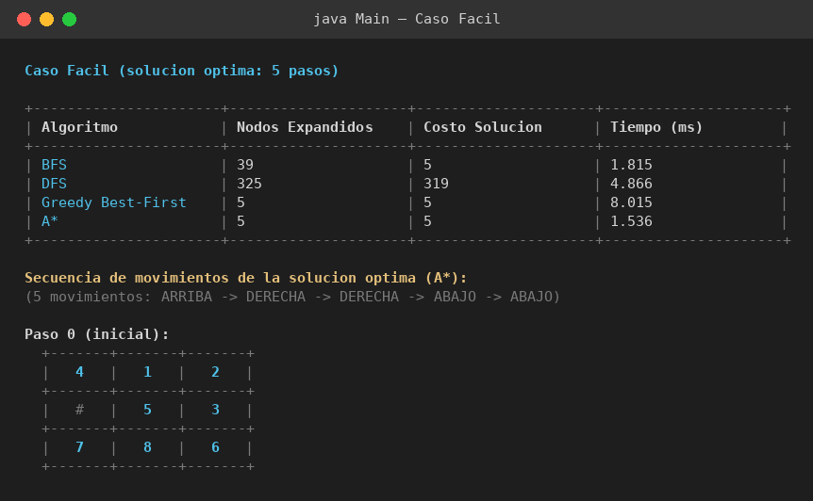 java Main — Caso Facil
Caso Facil (solucion optima: 5 pasos)
+-----------------------+----------------------+----------------------+----------------------+
| Algoritmo | Nodos Expandidos | Costo Solucion | Tiempo (ms) |
+-----------------------+----------------------+----------------------+----------------------+
| BFS | 39 | 5 | 1.815 |
| DFS | 325 | 319 | 4.866 |
| Greedy Best-First | 5 | 5 | 8.015 |
| A* | 5 | 5 | 1.536 |
+-----------------------+----------------------+----------------------+----------------------+
Secuencia de movimientos de la solucion optima (A*):
(5 movimientos: ARRIBA -> DERECHA -> DERECHA -> ABAJO -> ABAJO)
Paso 0 (inicial):
+-------+-------+-------+
| 4 | 1 | 2 |
+-------+-------+-------+
| # | 5 | 3 |
+-------+-------+-------+
| 7 | 8 | 6 |
+-------+-------+-------+